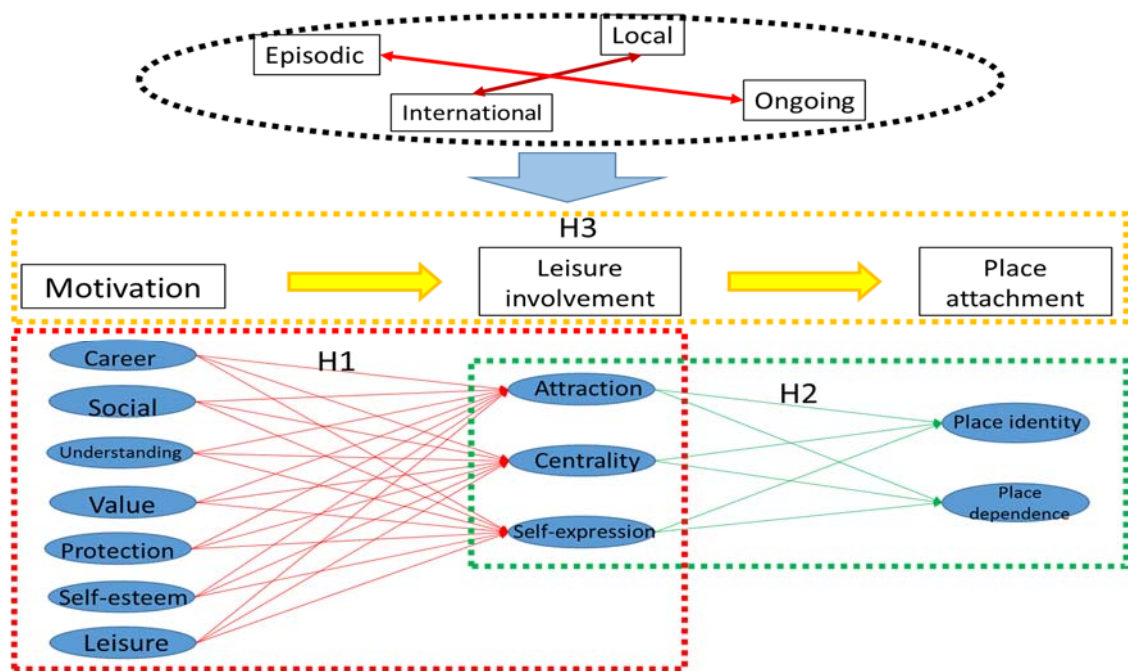 Local
Episodic
International
Ongoing
H3
Motivation
Leisure
involvement
Place
attachment
H1
Career
Social
Understanding
Value
Protection
Self-esteem
Leisure
H2
Attraction
Centrality
Self-expression
Place identity
Place
dependence